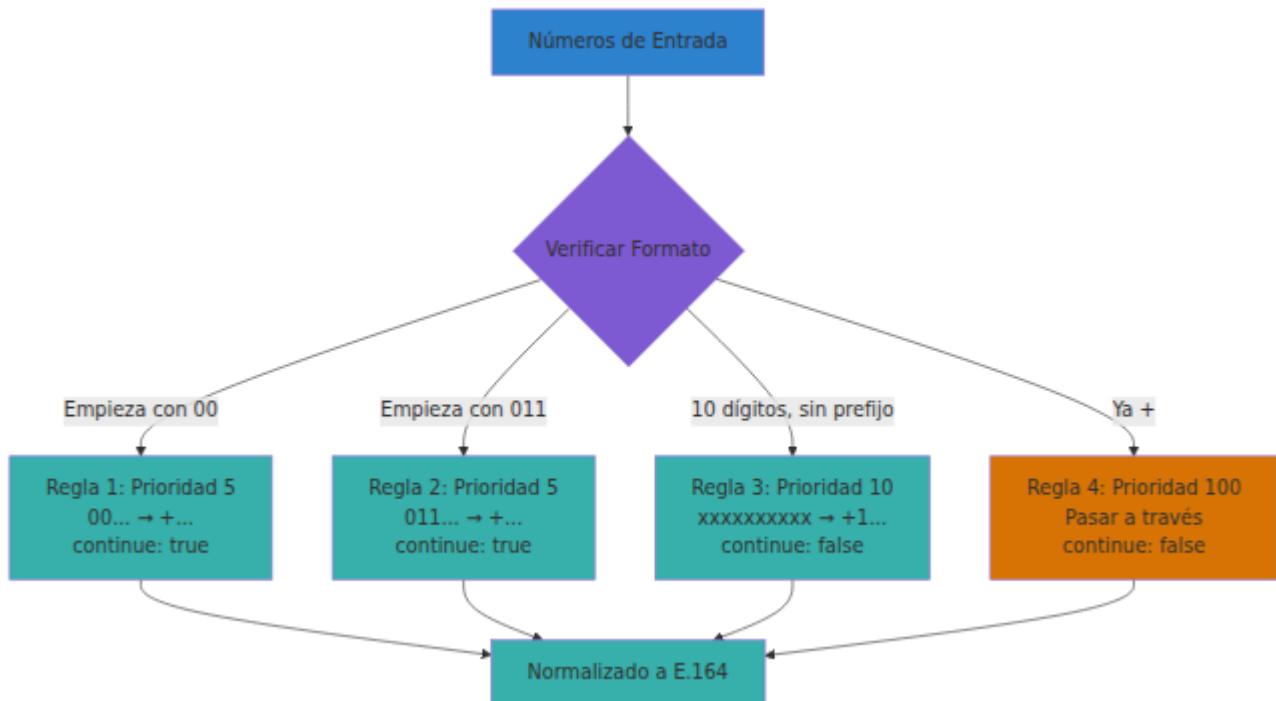 Números de Entrada
Verificar Formato
Empieza con 00
Empieza con 011
10 dígitos, sin prefijo
Ya +
Regla 1: Prioridad 5
00... → +...
continue: true
Regla 2: Prioridad 5
011... → +...
continue: true
Regla 3: Prioridad 10
xxxxxxxxxx → +1...
continue: false
Regla 4: Prioridad 100
Pasar a través
continue: false
Normalizado a E.164